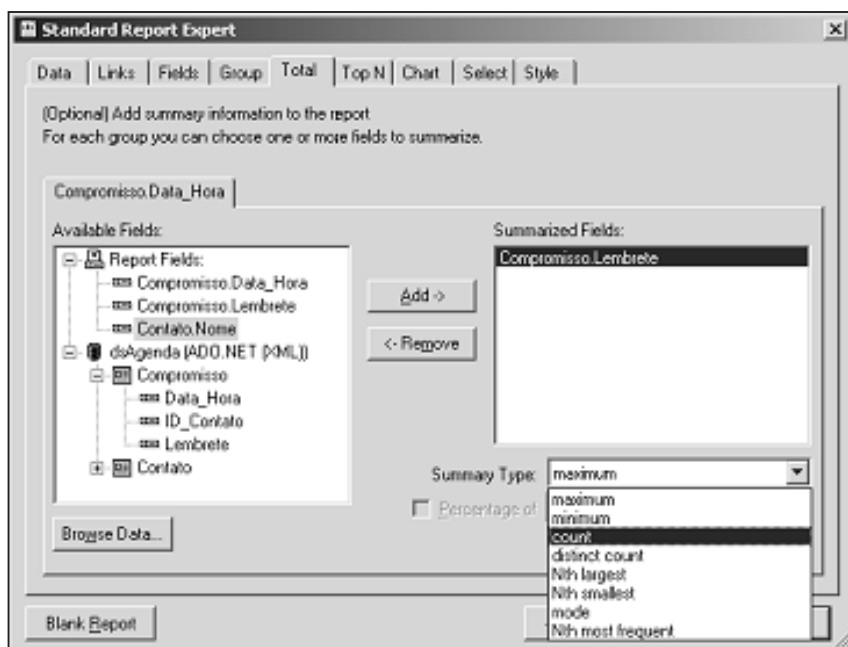 Standard Report Expert
Data Links Fields Group Total Top N Chart Select Style
(Optional) Add summary information to the report
For each group you can choose one or more fields to summarize.
Compromisso.Data_Hora
Available Fields:
Report Fields:
Compromisso.Data_Hora
Compromisso.Lembrete
Contato.Nome
dsAgenda (ADO.NET (XML))
Compromisso
Data_Hora
ID_Contato
Lembrete
Contato
Browse Data...
Add ->
<- Remove
Summarized Fields:
Compromisso.Lembrete
Summary Type: maximum
Percentage of
maximum
minimum
count
distinct count
Nth largest
Nth smallest
mode
Nth most frequent
Blank Report